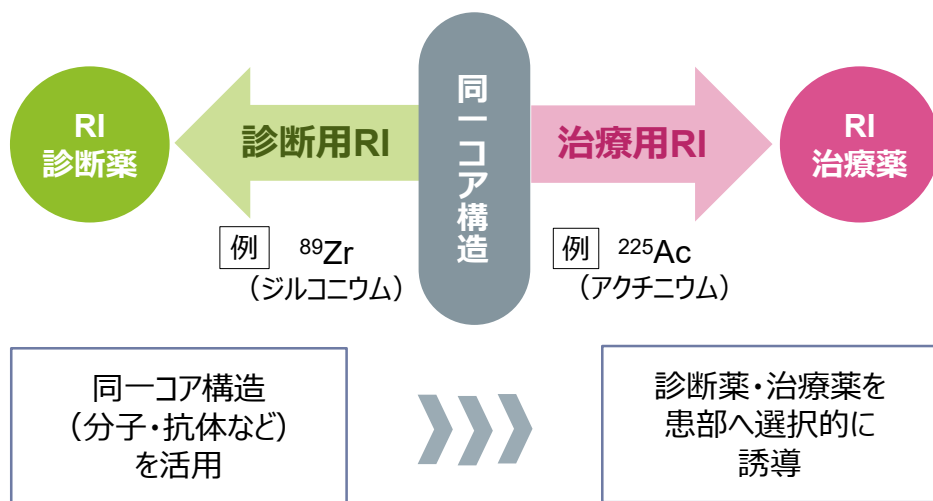 RI
診断薬
診断用RI
同一コア構造
治療用RI
RI
治療薬
例 ⁸⁹Zr
（ジルコニウム）
例 ²²⁵Ac
（アクチニウム）
同一コア構造
（分子・抗体など）
を活用
診断薬・治療薬を
患部へ選択的に
誘導